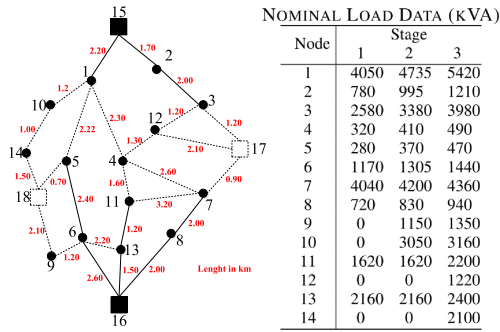 15
2.20
1.70
2
1
2.00
1.2
3
10
12
1.20
1.20
2.30
1.00
2.22
1.30
2.10
17
14
5
4
1.50
0.70
2.60
0.90
18
1.60
7
2.40
11
3.20
2.10
2.00
6
8
2.20
1.20
13
9
1.20
2.60
1.50
2.00
Lenght in km
16
NOMINAL LOAD DATA (KVA)
Node Stage
1 2 3
1 4050 4735 5420
2 780 995 1210
3 2580 3380 3980
4 320 410 490
5 280 370 470
6 1170 1305 1440
7 4040 4200 4360
8 720 830 940
9 0 1150 1350
10 0 3050 3160
11 1620 1620 2200
12 0 0 1220
13 2160 2160 2400
14 0 0 2100